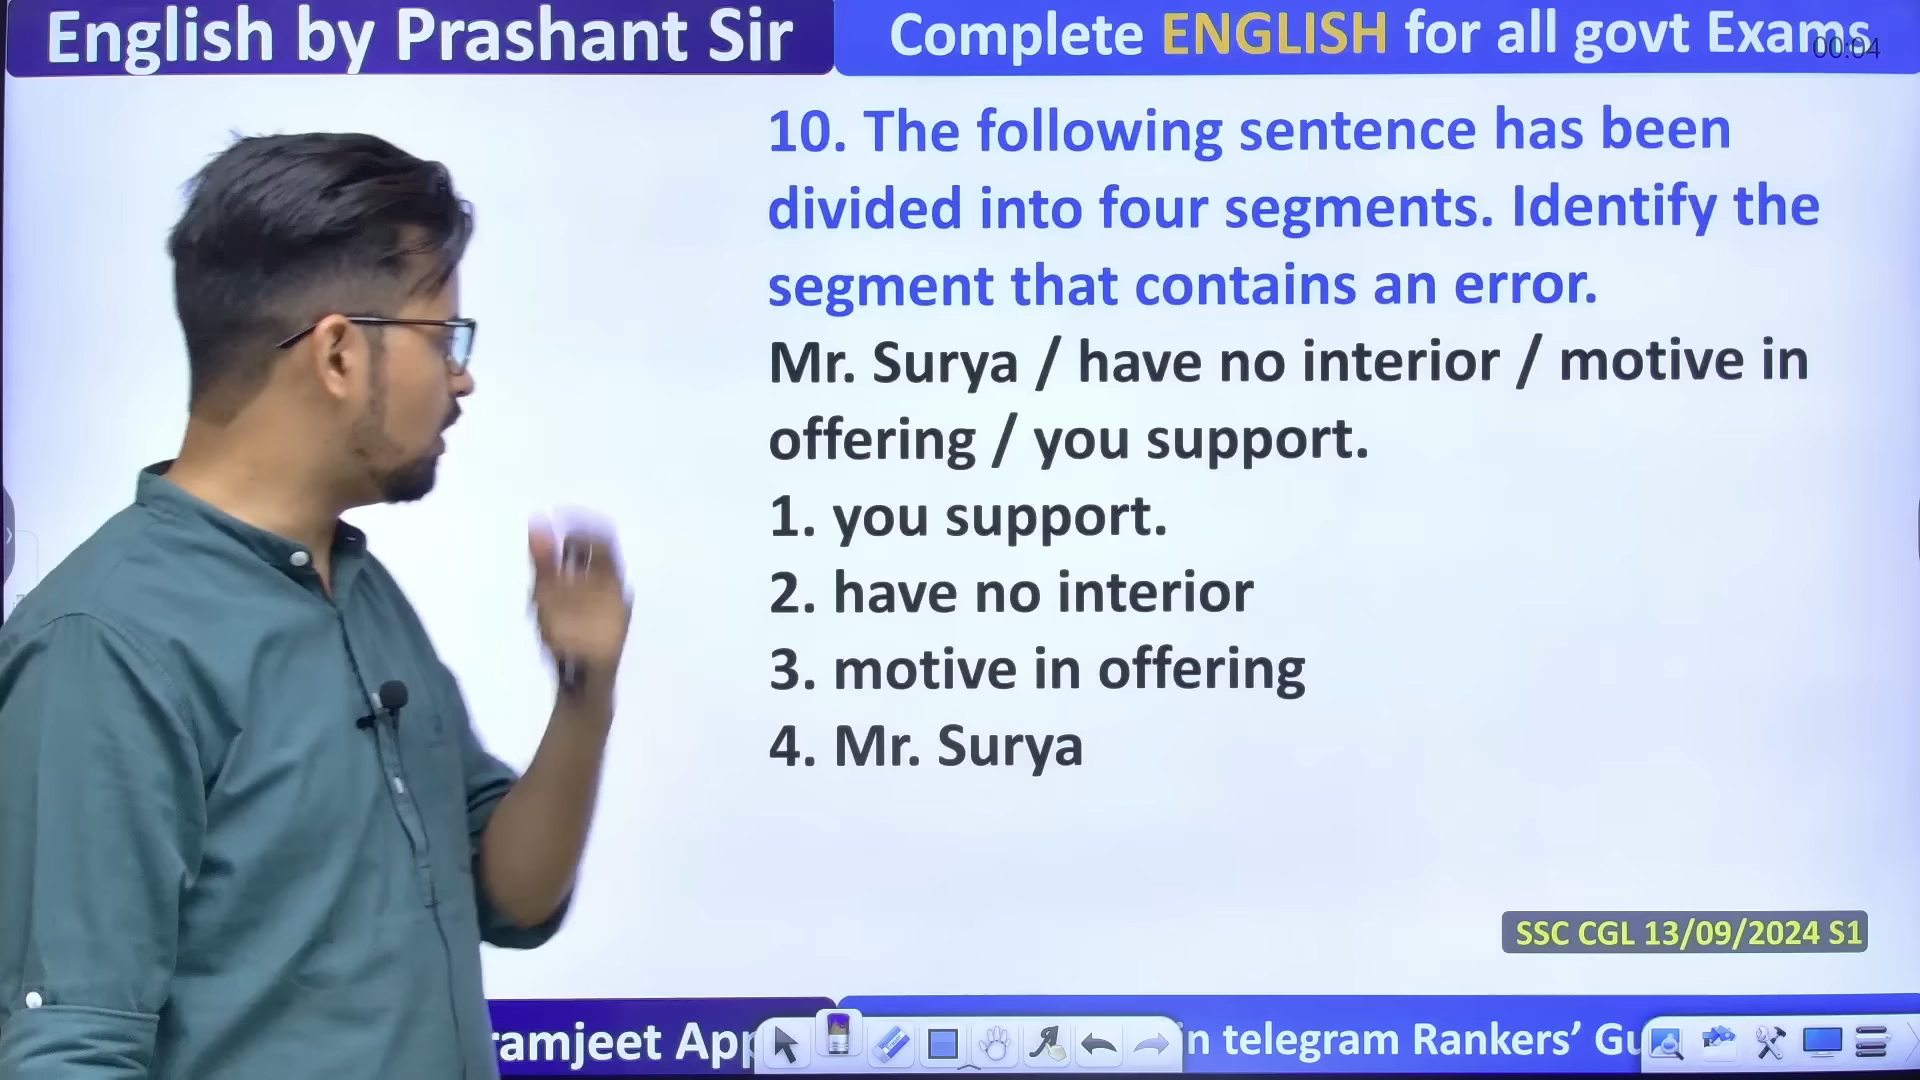 English by Prashant Sir
Complete ENGLISH for all govt Exams
00:04
10. The following sentence has been
divided into four segments. Identify the
segment that contains an error.
Mr. Surya / have no interior / motive in
offering / you support.
1. you support.
2. have no interior
3. motive in offering
4. Mr. Surya
SSC CGL 13/09/2024 S1
ramjeet App
in telegram Rankers’ Gu